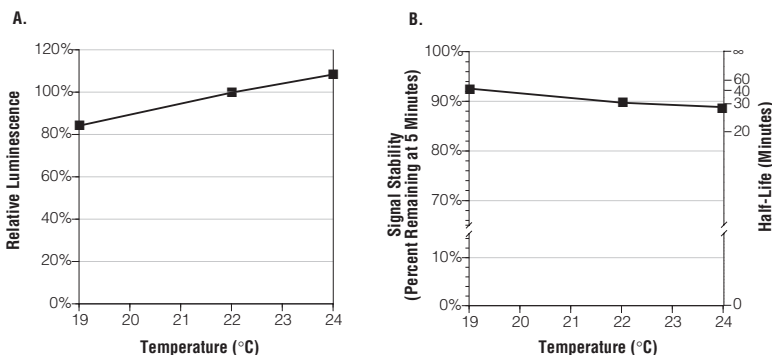 A.
Relative Luminescence
120%
100%
80%
60%
40%
20%
0%
19 20 21 22 23 24
Temperature (°C)
B.
Signal Stability
(Percent Remaining at 5 Minutes)
100%
90%
80%
70%
10%
0%
19 20 21 22 23 24
Temperature (°C)
∞
60
40
30
20
0
Half-Life (Minutes)